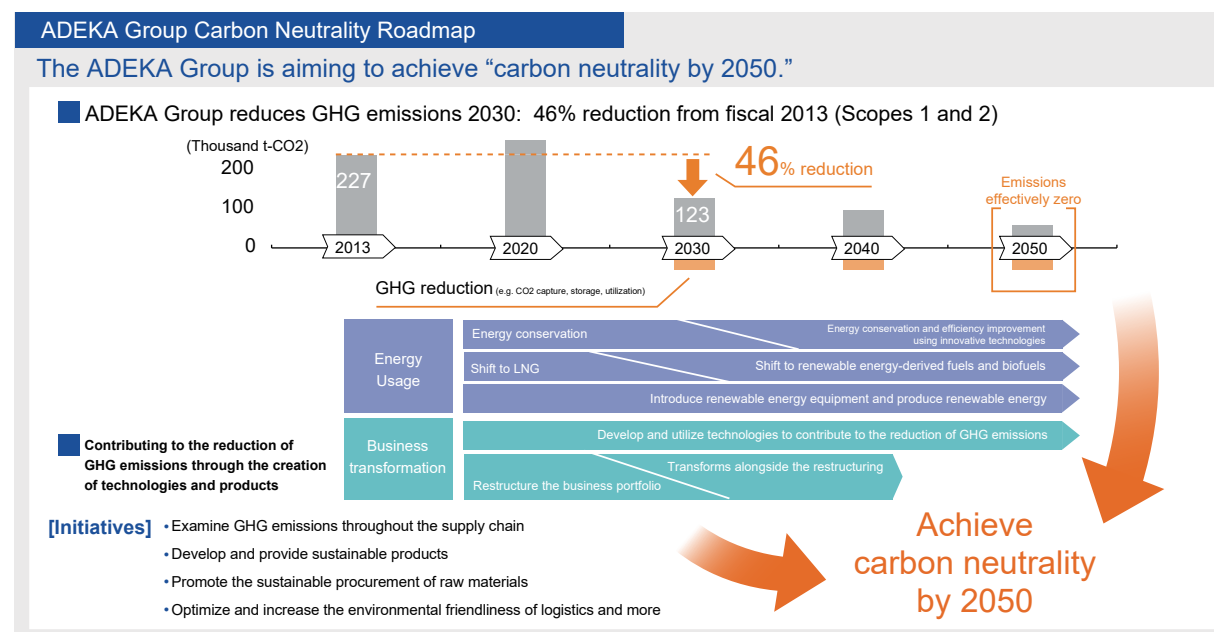 ADEKA Group Carbon Neutrality Roadmap
The ADEKA Group is aiming to achieve “carbon neutrality by 2050.”
ADEKA Group reduces GHG emissions 2030: 46% reduction from fiscal 2013 (Scopes 1 and 2)
(Thousand t-CO2)
200
100
0
227
123
46% reduction
Emissions
effectively zero
2013
2020
2030
2040
2050
GHG reduction (e.g. CO2 capture, storage, utilization)
Energy
Usage
Energy conservation
Energy conservation and efficiency improvement
using innovative technologies
Shift to LNG
Shift to renewable energy-derived fuels and biofuels
Introduce renewable energy equipment and produce renewable energy
Contributing to the reduction of
GHG emissions through the creation
of technologies and products
Business
transformation
Develop and utilize technologies to contribute to the reduction of GHG emissions
Restructure the business portfolio
Transforms alongside the restructuring
[Initiatives]
• Examine GHG emissions throughout the supply chain
• Develop and provide sustainable products
• Promote the sustainable procurement of raw materials
• Optimize and increase the environmental friendliness of logistics and more
Achieve
carbon neutrality
by 2050